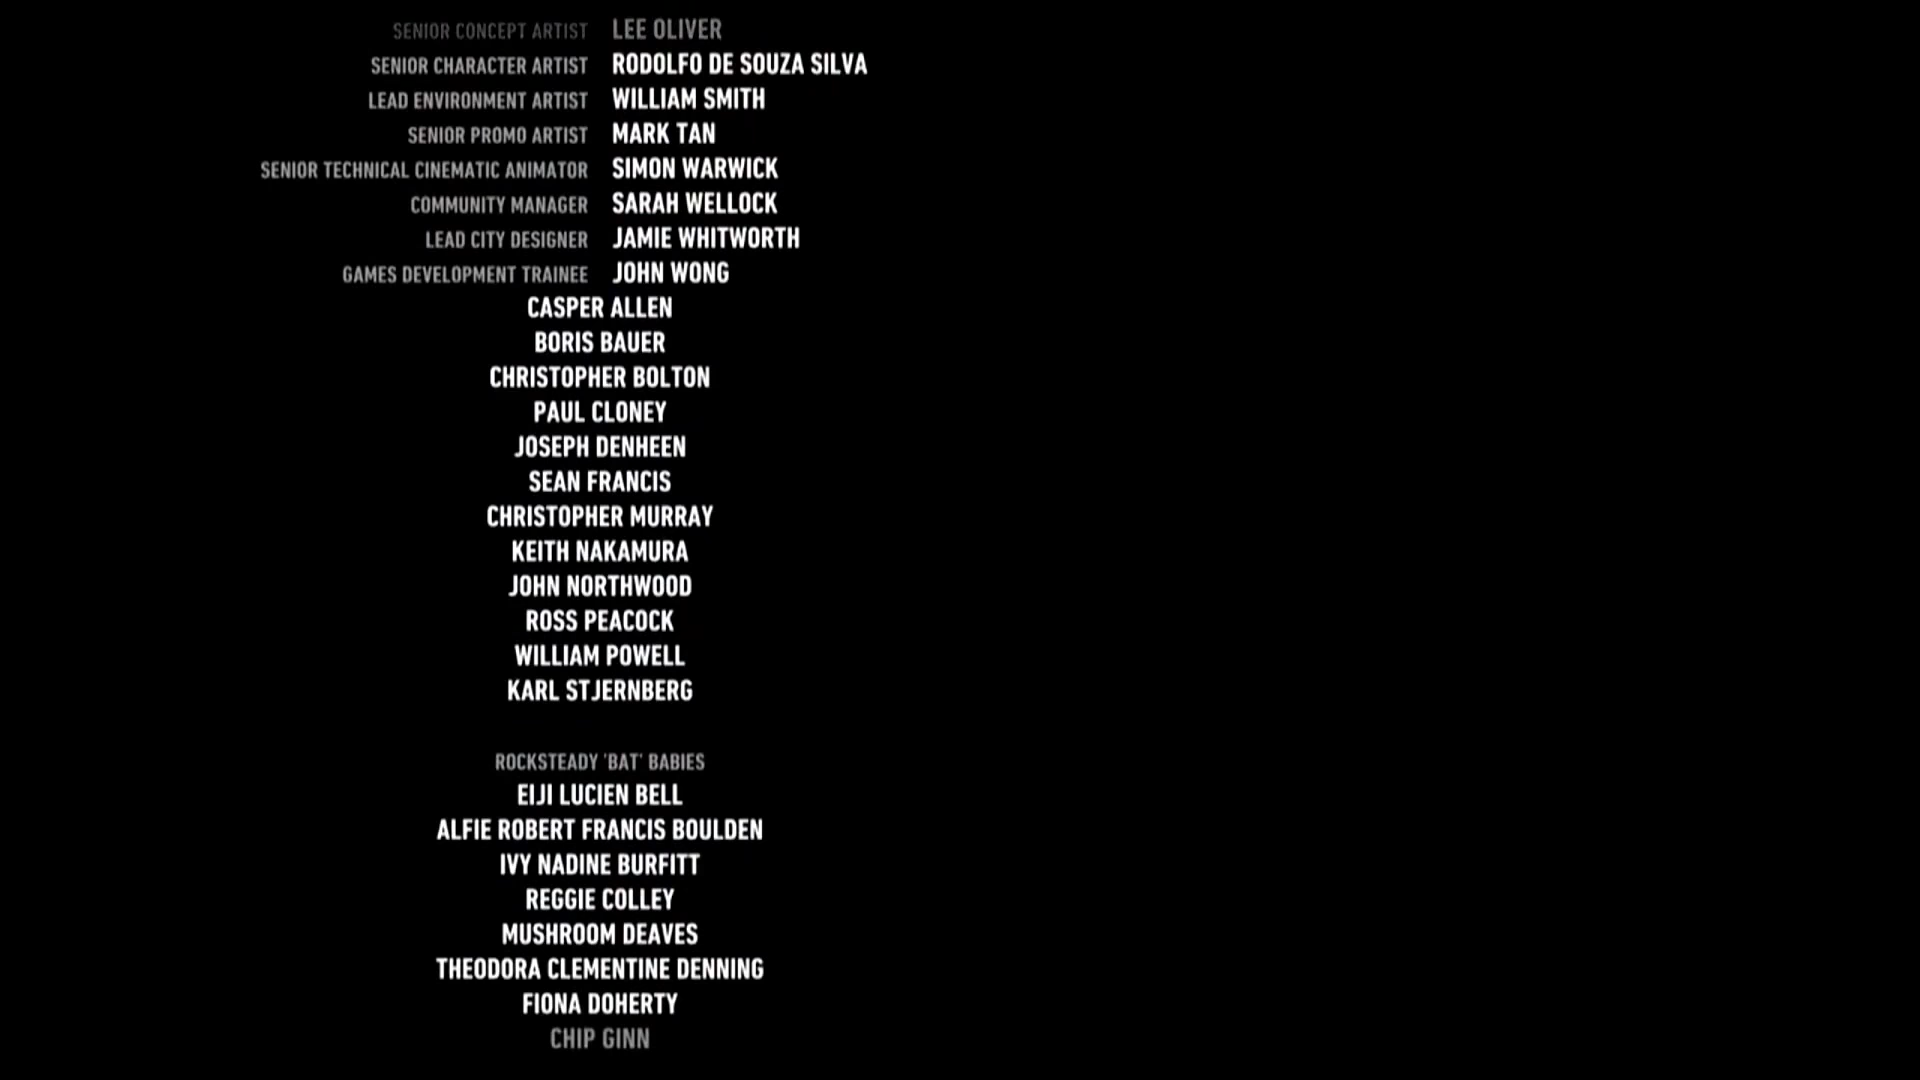 SENIOR CONCEPT ARTIST LEE OLIVER
SENIOR CHARACTER ARTIST RODOLFO DE SOUZA SILVA
LEAD ENVIRONMENT ARTIST WILLIAM SMITH
SENIOR PROMO ARTIST MARK TAN
SENIOR TECHNICAL CINEMATIC ANIMATOR SIMON WARWICK
COMMUNITY MANAGER SARAH WELLOCK
LEAD CITY DESIGNER JAMIE WHITWORTH
GAMES DEVELOPMENT TRAINEE JOHN WONG
CASPER ALLEN
BORIS BAUER
CHRISTOPHER BOLTON
PAUL CLONEY
JOSEPH DENHEEN
SEAN FRANCIS
CHRISTOPHER MURRAY
KEITH NAKAMURA
JOHN NORTHWOOD
ROSS PEACOCK
WILLIAM POWELL
KARL STJERNBERG
ROCKSTEADY 'BAT' BABIES
EIJI LUCIEN BELL
ALFIE ROBERT FRANCIS BOULDEN
IVY NADINE BURFITT
REGGIE COLLEY
MUSHROOM DEAVES
THEODORA CLEMENTINE DENNING
FIONA DOHERTY
CHIP GINN